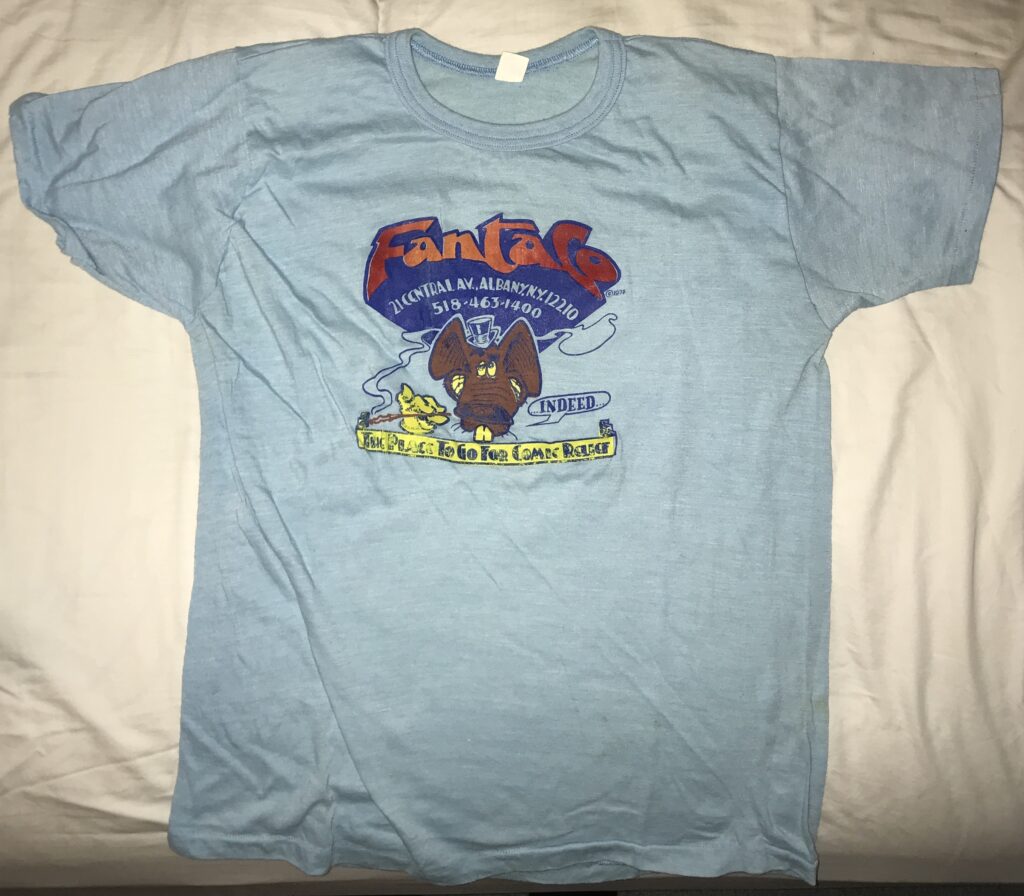 FantaCo
21 CENTRAL AV., ALBANY, N.Y. 12210
518-463-1400
INDEED...
THE PLACE TO GO FOR COMIC RELIEF